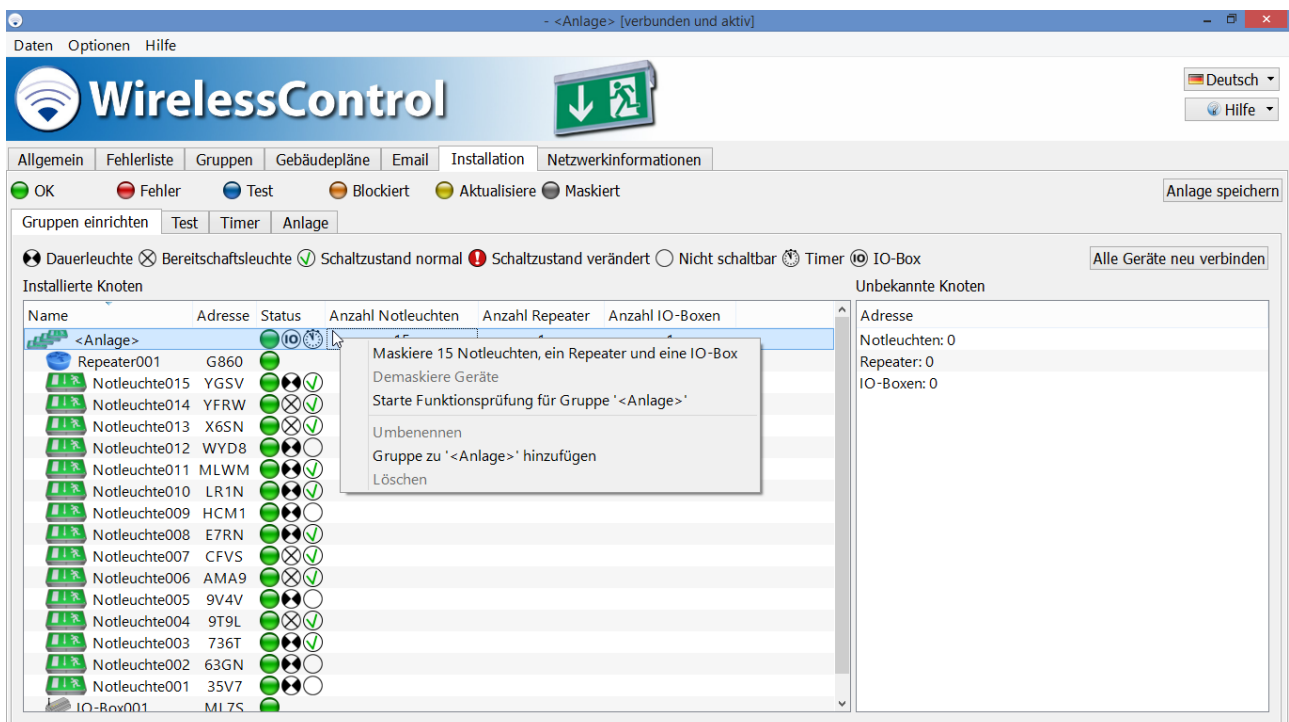 - <Anlage> [verbunden und aktiv]
Daten Optionen Hilfe
WirelessControl
Deutsch
Hilfe
Allgemein Fehlerliste Gruppen Gebäudepläne Email Installation Netzwerkinformationen
OK Fehler Test Blockiert Aktualisiere Maskiert Anlage speichern
Gruppen einrichten Test Timer Anlage
Dauerleuchte Bereitschaftsleuchte Schaltzustand normal Schaltzustand verändert Nicht schaltbar Timer IO IO-Box Alle Geräte neu verbinden
Installierte Knoten Unbekannte Knoten
Name Adresse Status Anzahl Notleuchten Anzahl Repeater Anzahl IO-Boxen Adresse
<Anlage> IO 15 Notleuchten: 0
Repeater001 G860 Repeater: 0
Notleuchte015 YGSV IO-Boxen: 0
Notleuchte014 YFRW
Notleuchte013 X6SN
Notleuchte012 WYD8
Notleuchte011 MLWM
Notleuchte010 LR1N
Notleuchte009 HCM1
Notleuchte008 E7RN
Notleuchte007 CFVS
Notleuchte006 AMA9
Notleuchte005 9V4V
Notleuchte004 9T9L
Notleuchte003 736T
Notleuchte002 63GN
Notleuchte001 35V7
IO-Box001 ML7S
Maskiere 15 Notleuchten, ein Repeater und eine IO-Box
Demaskiere Geräte
Starte Funktionsprüfung für Gruppe '<Anlage>'
Umbenennen
Gruppe zu '<Anlage>' hinzufügen
Löschen